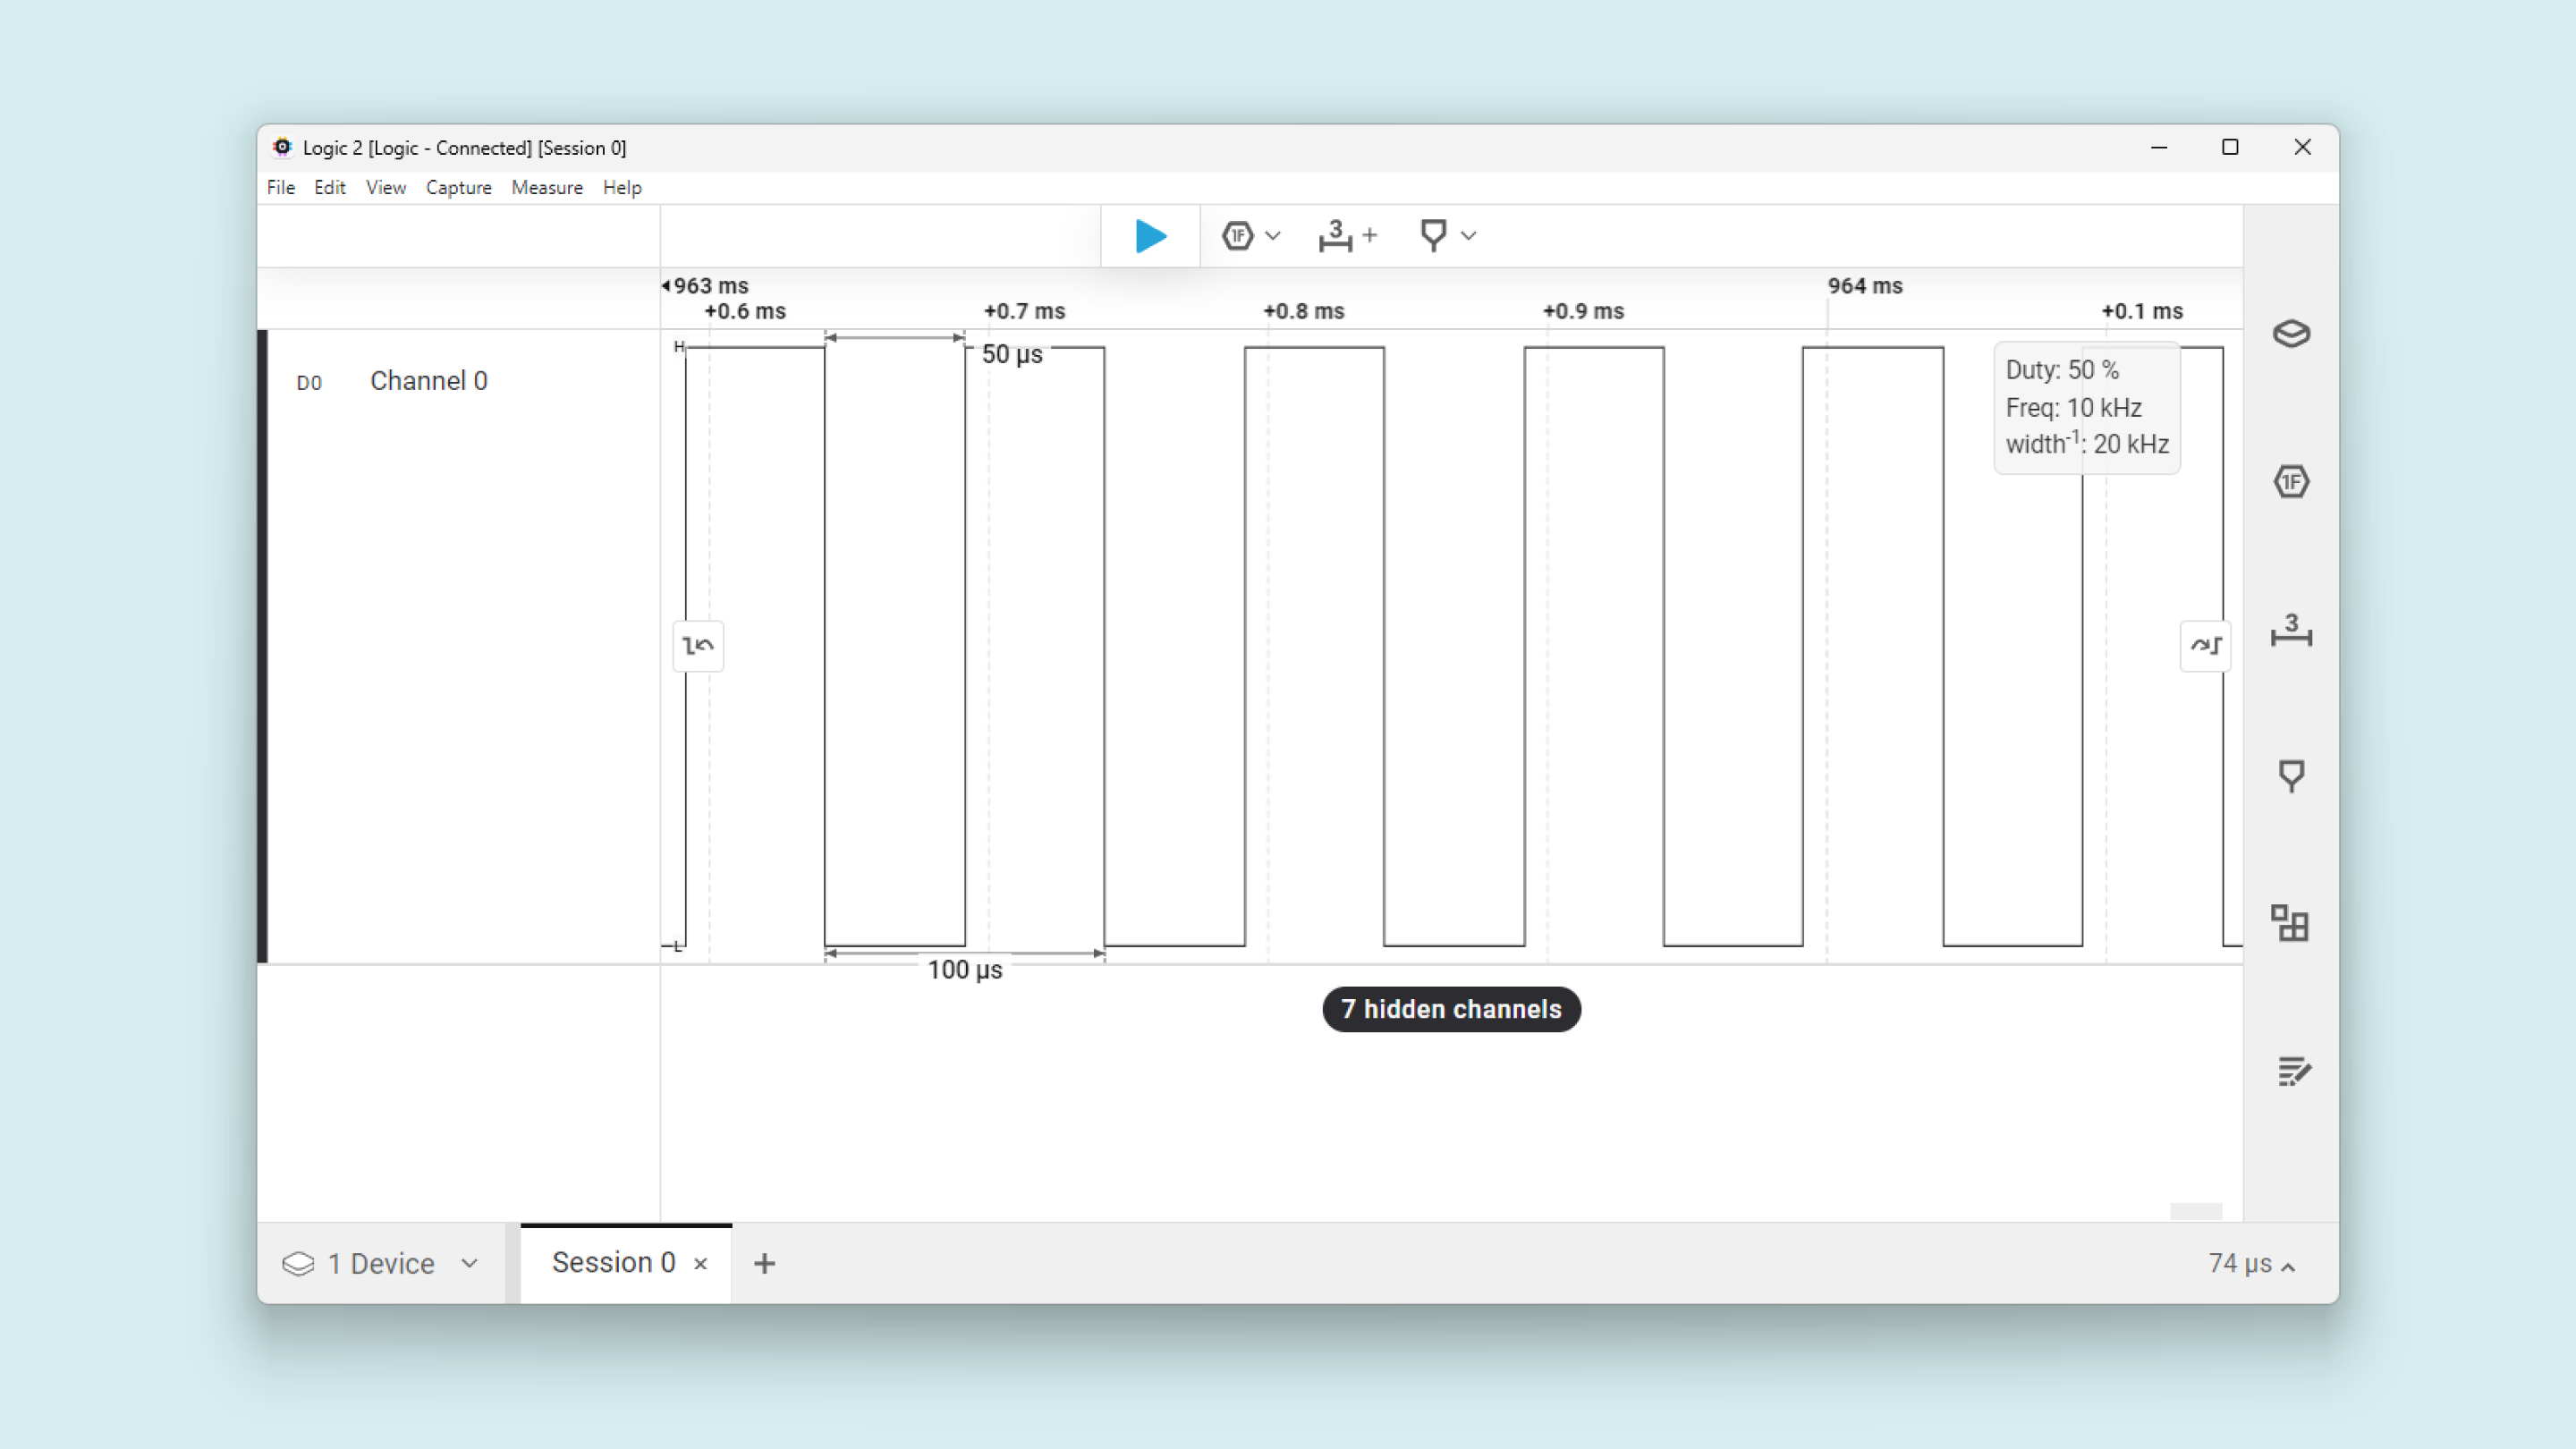 Logic 2 [Logic - Connected] [Session 0]
File Edit View Capture Measure Help
1F 3 +
963 ms 964 ms
+0.6 ms +0.7 ms +0.8 ms +0.9 ms +0.1 ms
H
50 µs
D0 Channel 0
Duty: 50 %
Freq: 10 kHz
width⁻¹: 20 kHz
1F
3
L
100 µs
7 hidden channels
1 Device Session 0 × + 74 µs